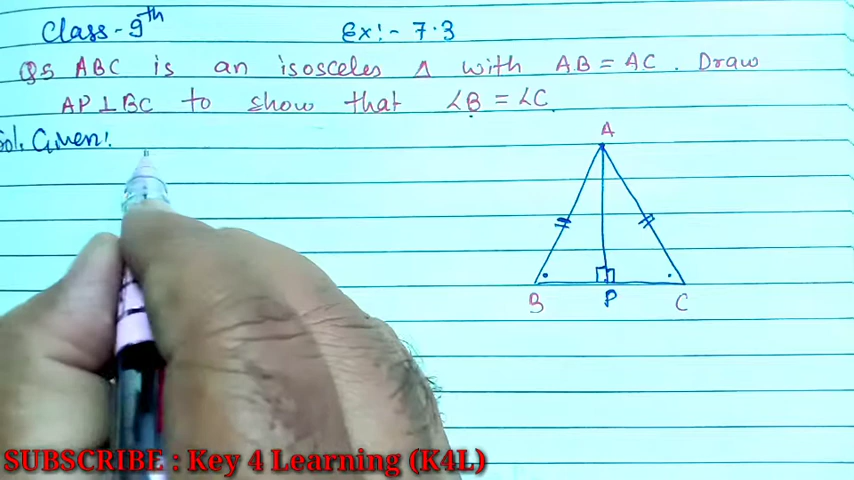 Class - 9th Ex:- 7.3
Q5 ABC is an isosceles Δ with AB = AC. Draw
AP ⊥ BC to show that ∠B = ∠C.
Sol. Given:
A
B P C
SUBSCRIBE : Key 4 Learning (K4L)